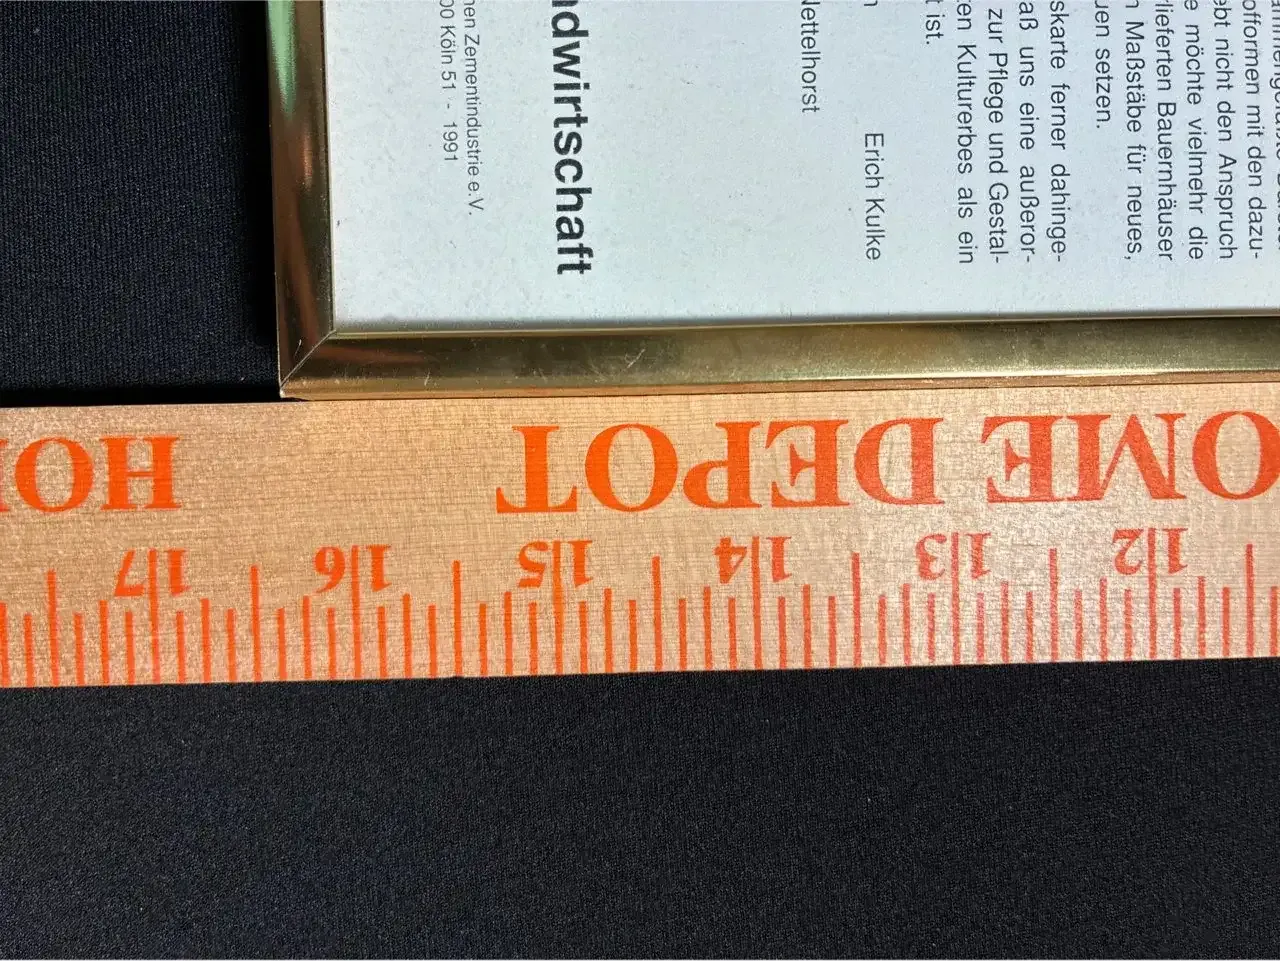 offormen mit den dazu-
ebt nicht den Anspruch
e möchte vielmehr die
lieferten Bauernhäuser
n Maßstäbe für neues,
uen setzen.
skarte ferner dahinge-
aß uns eine außeror-
zur Pflege und Gestal-
ten Kulturerbes als ein
t ist.
Erich Kulke
Nettelhorst
ndwirtschaft
nen Zementindustrie e.V.
00 Köln 51 - 1991
12 13 14 15 16 17
OME DEPOT HO